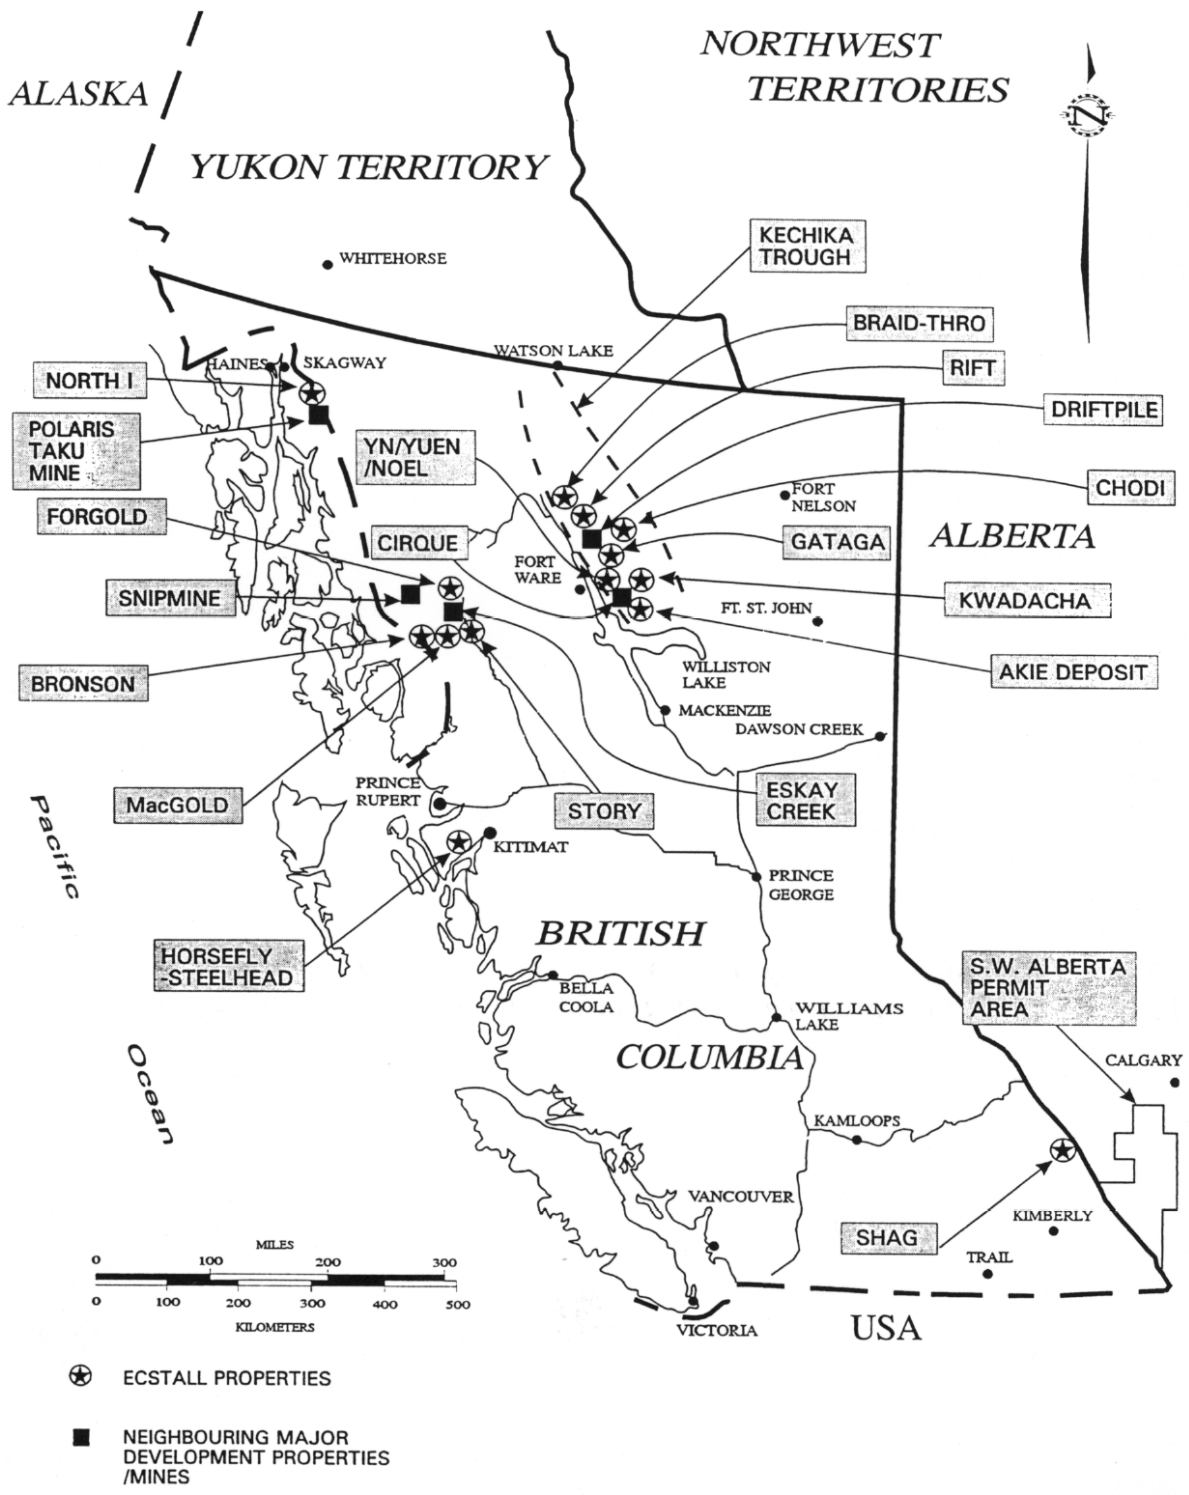 NORTHWEST
TERRITORIES
ALASKA
N
YUKON TERRITORY
KECHIKA
TROUGH
WHITEHORSE
BRAID-THRO
WATSON LAKE
RIFT
HAINES
SKAGWAY
NORTH I
DRIFTPILE
POLARIS
TAKU
MINE
YN/YUEN
/NOEL
FORT
NELSON
CHODI
FORGOLD
CIRQUE
GATAGA
ALBERTA
FORT
WARE
SNIPMINE
KWADACHA
FT. ST. JOHN
BRONSON
WILLISTON
LAKE
AKIE DEPOSIT
MACKENZIE
DAWSON CREEK
MacGOLD
PRINCE
RUPERT
STORY
ESKAY
CREEK
Pacific
KITIMAT
PRINCE
GEORGE
BRITISH
HORSEFLY
-STEELHEAD
S.W. ALBERTA
PERMIT
AREA
BELLA
COOLA
WILLIAMS
LAKE
COLUMBIA
Ocean
CALGARY
KAMLOOPS
VANCOUVER
SHAG
KIMBERLY
TRAIL
MILES
0 100 200 300
0 100 200 300 400 500
KILOMETERS
VICTORIA
USA
ECSTALL PROPERTIES
NEIGHBOURING MAJOR
DEVELOPMENT PROPERTIES
/MINES